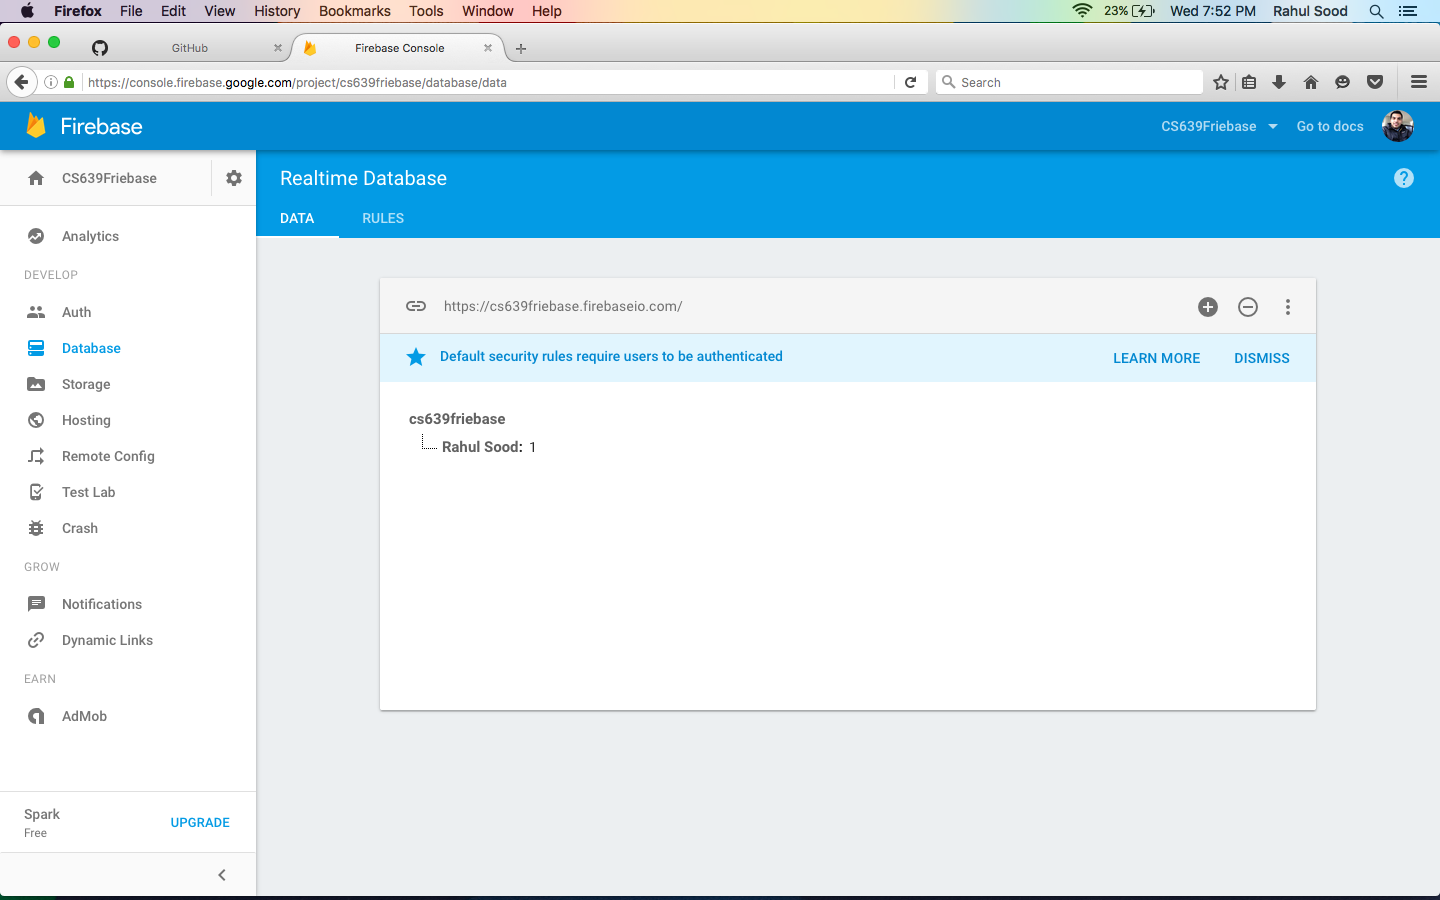 Firefox File Edit View History Bookmarks Tools Window Help 23% Wed 7:52 PM Rahul Sood
GitHub Firebase Console
https://console.firebase.google.com/project/cs639friebase/database/data Search
Firebase CS639Friebase Go to docs
CS639Friebase Realtime Database
DATA RULES
Analytics
DEVELOP
Auth
Database
Storage
Hosting
Remote Config
Test Lab
Crash
GROW
Notifications
Dynamic Links
EARN
AdMob
Spark
Free
UPGRADE
https://cs639friebase.firebaseio.com/
Default security rules require users to be authenticated LEARN MORE DISMISS
cs639friebase
Rahul Sood: 1